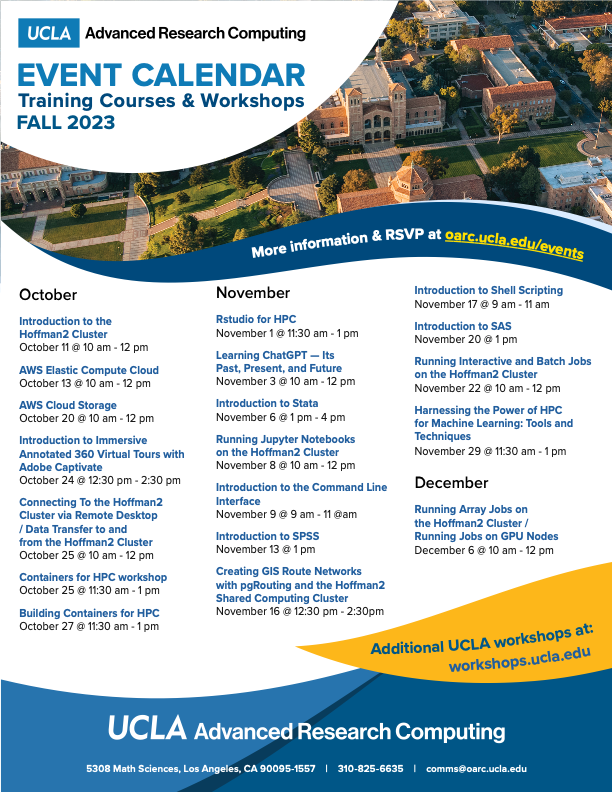 UCLA Advanced Research Computing
EVENT CALENDAR
Training Courses & Workshops
FALL 2023
More information & RSVP at oarc.ucla.edu/events
October
Introduction to the
Hoffman2 Cluster
October 11 @ 10 am - 12 pm
AWS Elastic Compute Cloud
October 13 @ 10 am - 12 pm
AWS Cloud Storage
October 20 @ 10 am - 12 pm
Introduction to Immersive
Annotated 360 Virtual Tours with
Adobe Captivate
October 24 @ 12:30 pm - 2:30 pm
Connecting To the Hoffman2
Cluster via Remote Desktop
/ Data Transfer to and
from the Hoffman2 Cluster
October 25 @ 10 am - 12 pm
Containers for HPC workshop
October 25 @ 11:30 am - 1 pm
Building Containers for HPC
October 27 @ 11:30 am - 1 pm
November
Rstudio for HPC
November 1 @ 11:30 am - 1 pm
Learning ChatGPT — Its
Past, Present, and Future
November 3 @ 10 am - 12 pm
Introduction to Stata
November 6 @ 1 pm - 4 pm
Running Jupyter Notebooks
on the Hoffman2 Cluster
November 8 @ 10 am - 12 pm
Introduction to the Command Line
Interface
November 9 @ 9 am - 11 @am
Introduction to SPSS
November 13 @ 1 pm
Creating GIS Route Networks
with pgRouting and the Hoffman2
Shared Computing Cluster
November 16 @ 12:30 pm - 2:30pm
Introduction to Shell Scripting
November 17 @ 9 am - 11 am
Introduction to SAS
November 20 @ 1 pm
Running Interactive and Batch Jobs
on the Hoffman2 Cluster
November 22 @ 10 am - 12 pm
Harnessing the Power of HPC
for Machine Learning: Tools and
Techniques
November 29 @ 11:30 am - 1 pm
December
Running Array Jobs on
the Hoffman2 Cluster /
Running Jobs on GPU Nodes
December 6 @ 10 am - 12 pm
Additional UCLA workshops at:
workshops.ucla.edu
UCLA Advanced Research Computing
5308 Math Sciences, Los Angeles, CA 90095-1557 | 310-825-6635 | comms@oarc.ucla.edu